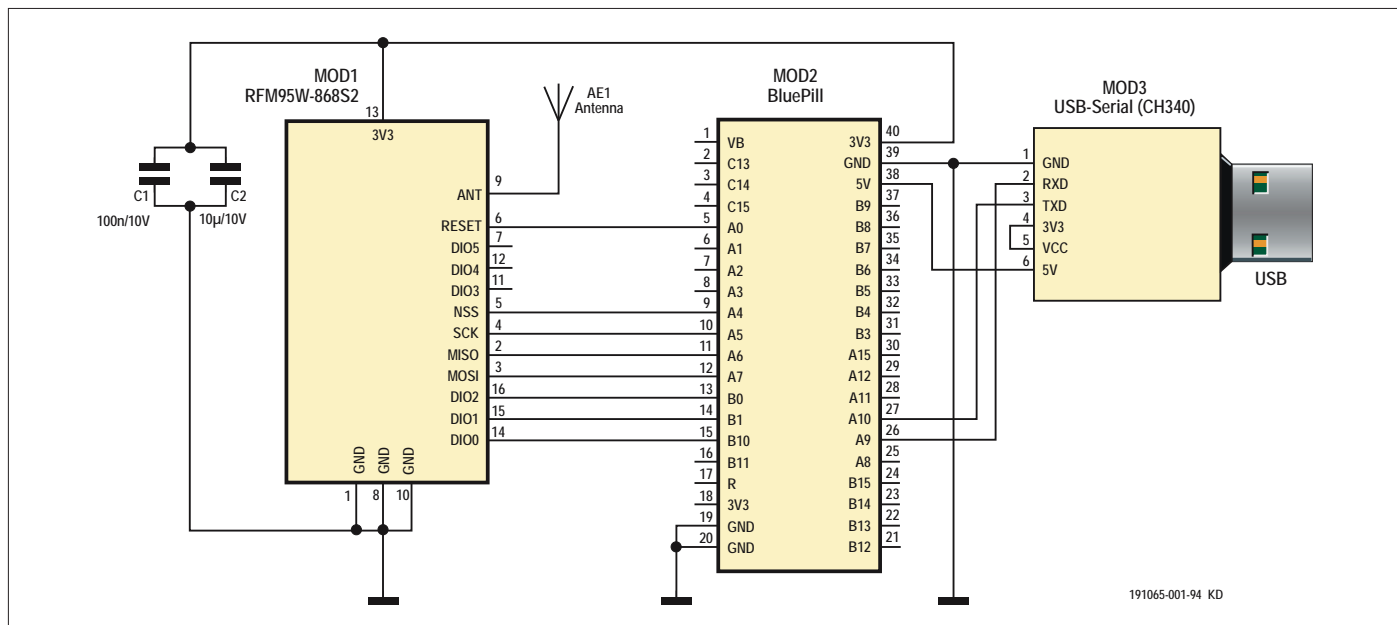 MOD1
RFM95W-868S2
13
3V3
AE1
Antenna
9
ANT
6
RESET
7
DIO5
12
DIO4
11
DIO3
5
NSS
4
SCK
2
MISO
3
MOSI
16
DIO2
15
DIO1
14
DIO0
GND
GND
GND
1
8
10
C1
100n/10V
C2
10µ/10V
MOD2
BluePill
1
VB
2
C13
3
C14
4
C15
5
A0
6
A1
7
A2
8
A3
9
A4
10
A5
11
A6
12
A7
13
B0
14
B1
15
B10
16
B11
17
R
18
3V3
19
GND
20
GND
40
3V3
39
GND
38
5V
37
B9
36
B8
35
B7
34
B6
33
B5
32
B4
31
B3
30
A15
29
A12
28
A11
27
A10
26
A9
25
A8
24
B15
23
B14
22
B13
21
B12
MOD3
USB-Serial (CH340)
1
GND
2
RXD
3
TXD
4
3V3
5
VCC
6
5V
USB
191065-001-94 KD